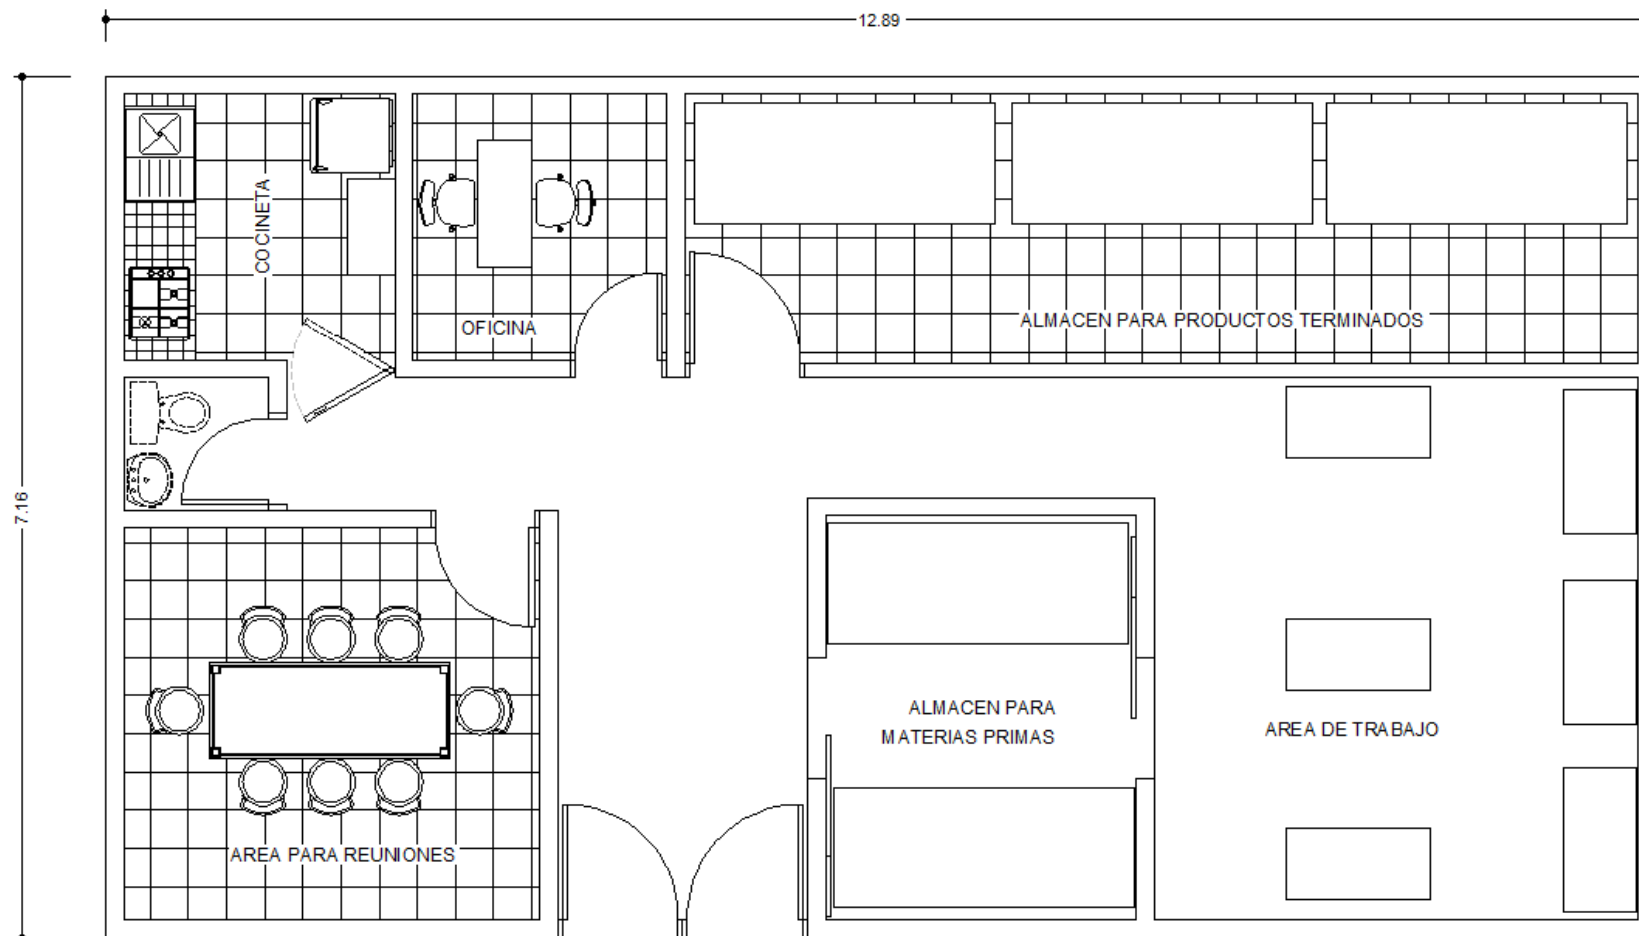 12.89
7.16
COCINETA
OFICINA
ALMACEN PARA PRODUCTOS TERMINADOS
ALMACEN PARA
MATERIAS PRIMAS
AREA DE TRABAJO
AREA PARA REUNIONES